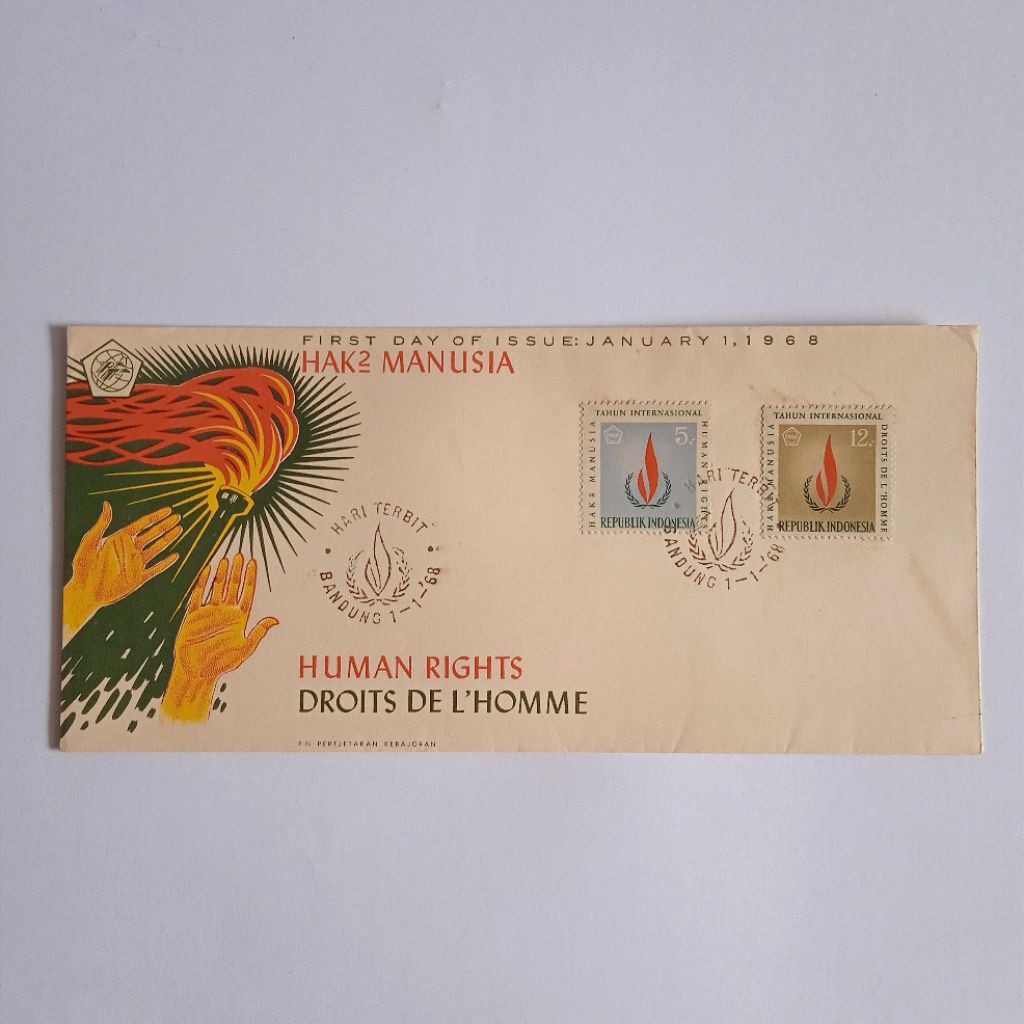 FIRST DAY OF ISSUE: JANUARY 1, 1968
HAK2 MANUSIA
TAHUN INTERNASIONAL
HAK2 MANUSIA
5.-
HUMAN RIGHTS
REPUBLIK INDONESIA
TAHUN INTERNASIONAL
HAK2 MANUSIA
12.-
DROITS DE L'HOMME
REPUBLIK INDONESIA
HARI TERBIT
BANDUNG 1-1-'68
HARI TERBIT
BANDUNG 1-1-'68
HUMAN RIGHTS
DROITS DE L'HOMME
P.N. PERTJETAKAN KEBAJORAN